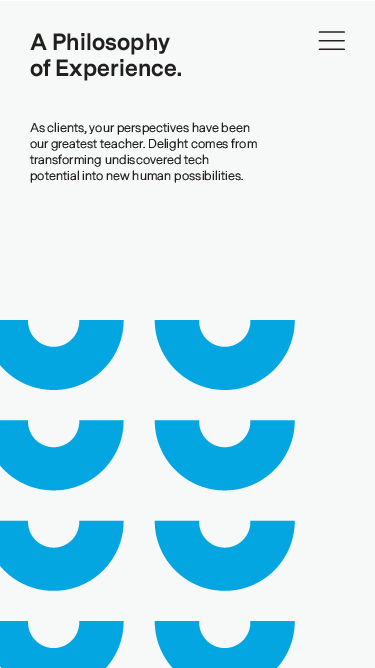 A Philosophy
of Experience.
As clients, your perspectives have been
our greatest teacher. Delight comes from
transforming undiscovered tech
potential into new human possibilities.